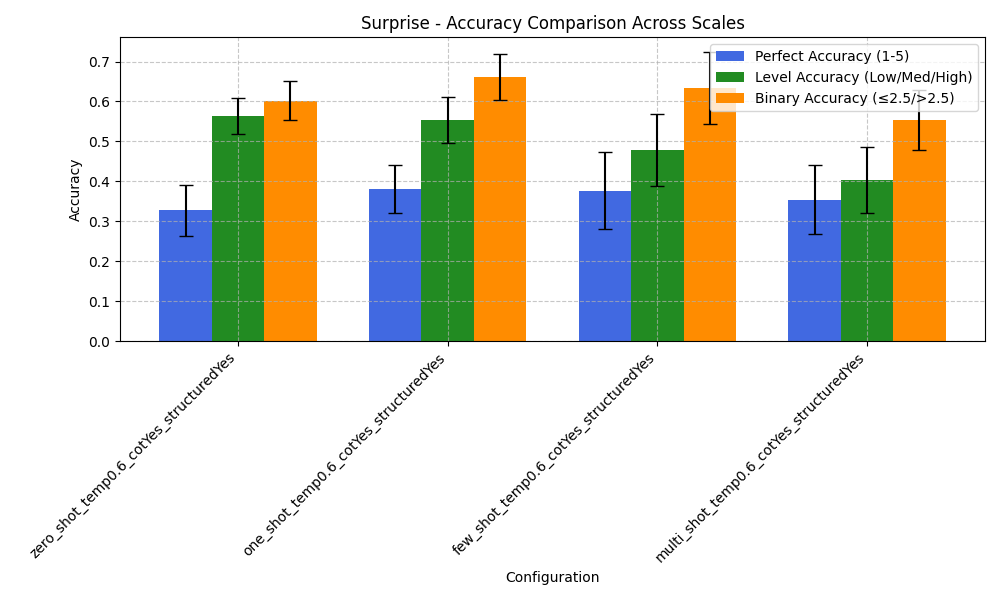 Surprise - Accuracy Comparison Across Scales
Perfect Accuracy (1-5)
Level Accuracy (Low/Med/High)
Binary Accuracy (≤2.5/>2.5)
Accuracy
0.7
0.6
0.5
0.4
0.3
0.2
0.1
0.0
zero_shot_temp0.6_cotYes_structuredYes
one_shot_temp0.6_cotYes_structuredYes
few_shot_temp0.6_cotYes_structuredYes
multi_shot_temp0.6_cotYes_structuredYes
Configuration